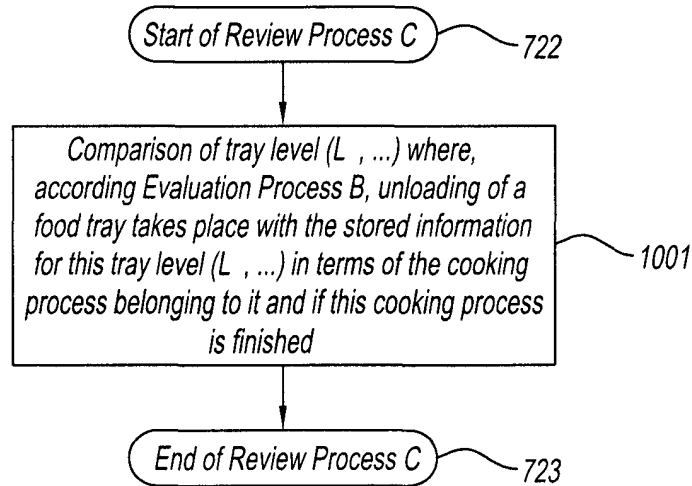 Start of Review Process C
722
Comparison of tray level (L , ...) where,
according Evaluation Process B, unloading of a
food tray takes place with the stored information
for this tray level (L , ...) in terms of the cooking
process belonging to it and if this cooking process
is finished
1001
End of Review Process C
723